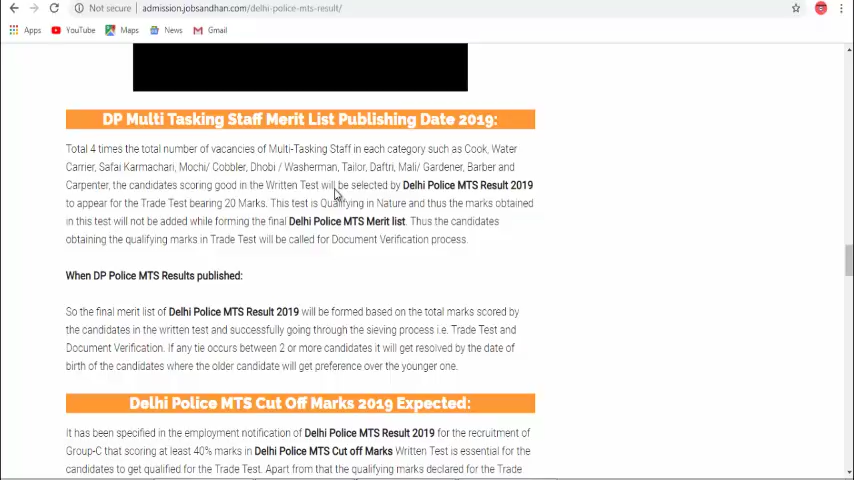 Not secure | admission.jobsandhan.com/delhi-police-mts-result/
Apps YouTube Maps News Gmail
DP Multi Tasking Staff Merit List Publishing Date 2019:
Total 4 times the total number of vacancies of Multi-Tasking Staff in each category such as Cook, Water
Carrier, Safai Karmachari, Mochi/ Cobbler, Dhobi / Washerman, Tailor, Daftri, Mali/ Gardener, Barber and
Carpenter, the candidates scoring good in the Written Test will be selected by Delhi Police MTS Result 2019
to appear for the Trade Test bearing 20 Marks. This test is Qualifying in Nature and thus the marks obtained
in this test will not be added while forming the final Delhi Police MTS Merit list. Thus the candidates
obtaining the qualifying marks in Trade Test will be called for Document Verification process.
When DP Police MTS Results published:
So the final merit list of Delhi Police MTS Result 2019 will be formed based on the total marks scored by
the candidates in the written test and successfully going through the sieving process i.e. Trade Test and
Document Verification. If any tie occurs between 2 or more candidates it will get resolved by the date of
birth of the candidates where the older candidate will get preference over the younger one.
Delhi Police MTS Cut Off Marks 2019 Expected:
It has been specified in the employment notification of Delhi Police MTS Result 2019 for the recruitment of
Group-C that scoring at least 40% marks in Delhi Police MTS Cut off Marks Written Test is essential for the
candidates to get qualified for the Trade Test. Apart from that the qualifying marks declared for the Trade